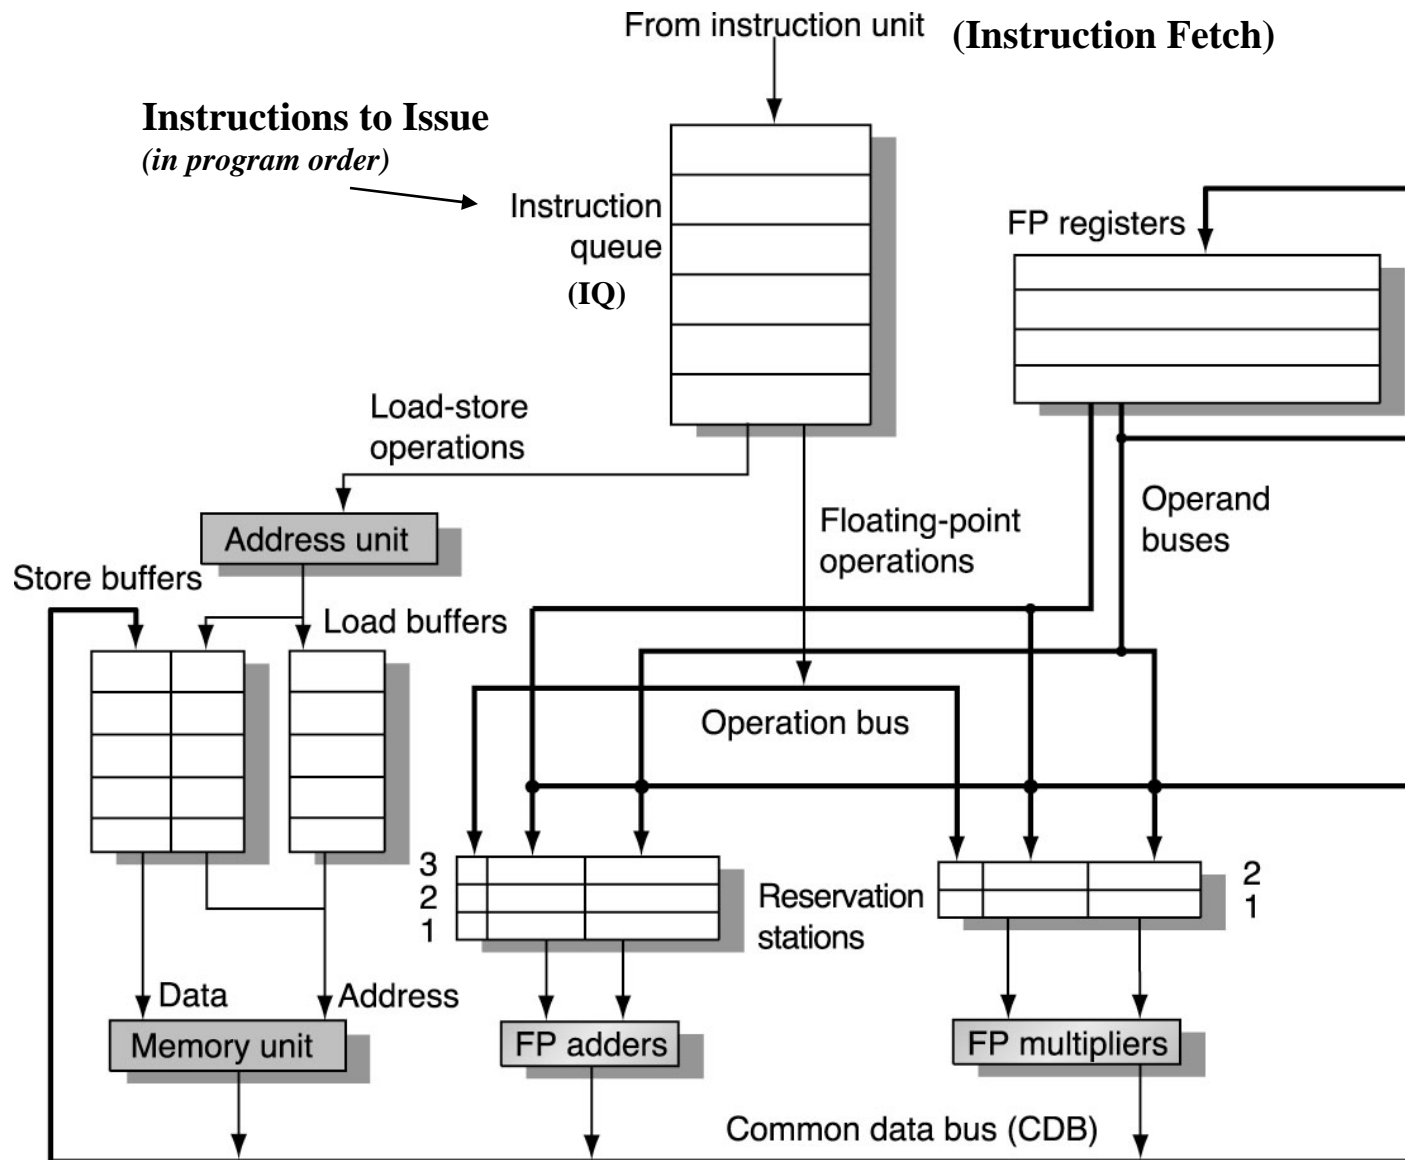 From instruction unit (Instruction Fetch)
Instructions to Issue
(in program order)
Instruction
queue
(IQ)
FP registers
Load-store
operations
Address unit
Floating-point
operations
Operand
buses
Store buffers
Load buffers
Operation bus
3
2
1
Reservation
stations
2
1
Data
Address
Memory unit
FP adders
FP multipliers
Common data bus (CDB)